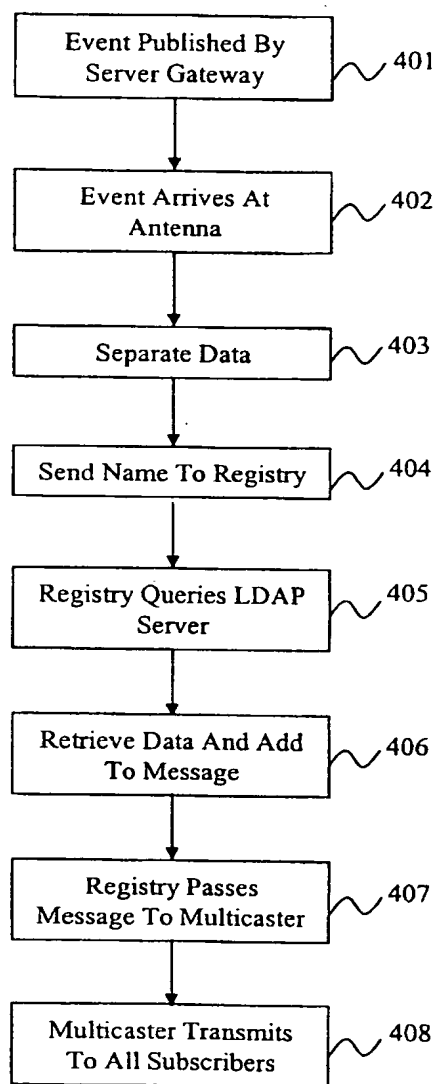 Event Published By
Server Gateway
401
Event Arrives At
Antenna
402
Separate Data
403
Send Name To Registry
404
Registry Queries LDAP
Server
405
Retrieve Data And Add
To Message
406
Registry Passes
Message To Multicaster
407
Multicaster Transmits
To All Subscribers
408